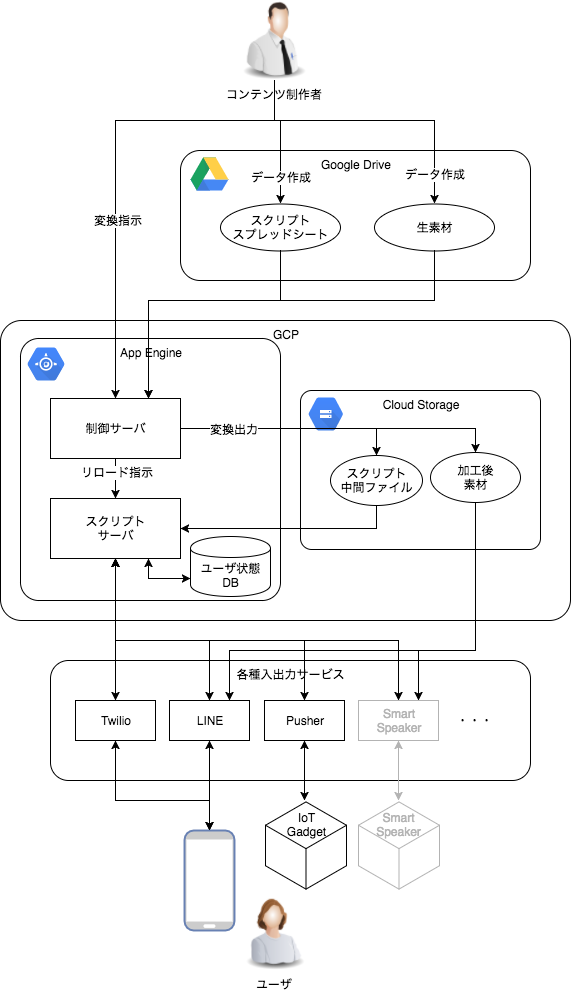 コンテンツ制作者
Google Drive
データ作成
データ作成
変換指示
スクリプト
スプレッドシート
生素材
GCP
App Engine
Cloud Storage
制御サーバ
変換出力
リロード指示
スクリプト
中間ファイル
加工後
素材
スクリプト
サーバ
ユーザ状態
DB
各種入出力サービス
Twilio
LINE
Pusher
Smart
Speaker
・・・
IoT
Gadget
Smart
Speaker
ユーザ